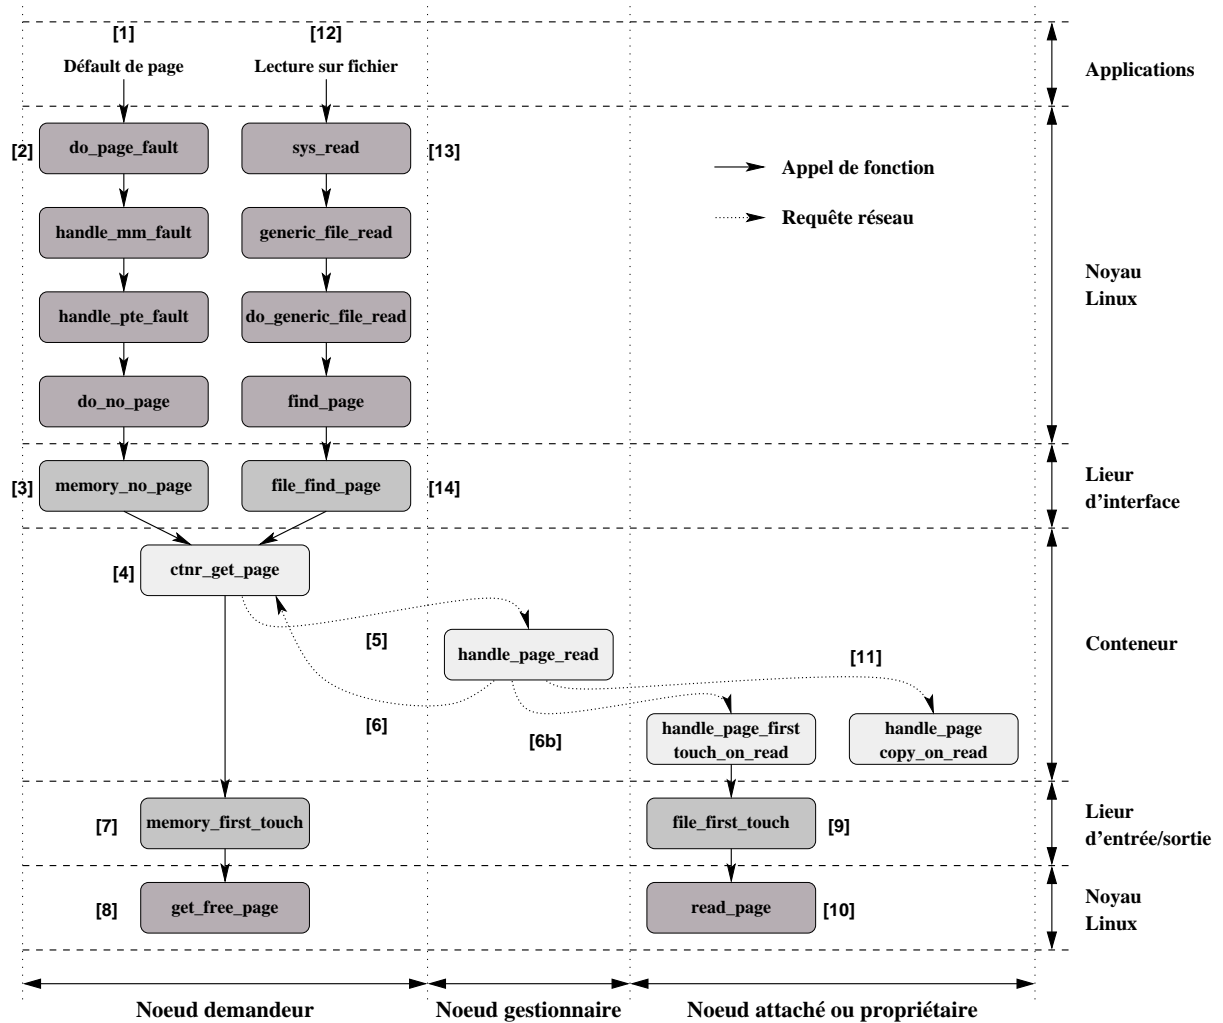 [1]
[12]
Défault de page
Lecture sur fichier
Applications
[2]
do_page_fault
sys_read
[13]
Appel de fonction
handle_mm_fault
generic_file_read
Requête réseau
Noyau
Linux
handle_pte_fault
do_generic_file_read
do_no_page
find_page
[3]
memory_no_page
file_find_page
[14]
Lieur
d'interface
[4]
ctnr_get_page
[5]
handle_page_read
[11]
Conteneur
[6]
[6b]
handle_page_first
touch_on_read
handle_page
copy_on_read
[7]
memory_first_touch
file_first_touch
[9]
Lieur
d'entrée/sortie
[8]
get_free_page
read_page
[10]
Noyau
Linux
Noeud demandeur
Noeud gestionnaire
Noeud attaché ou propriétaire